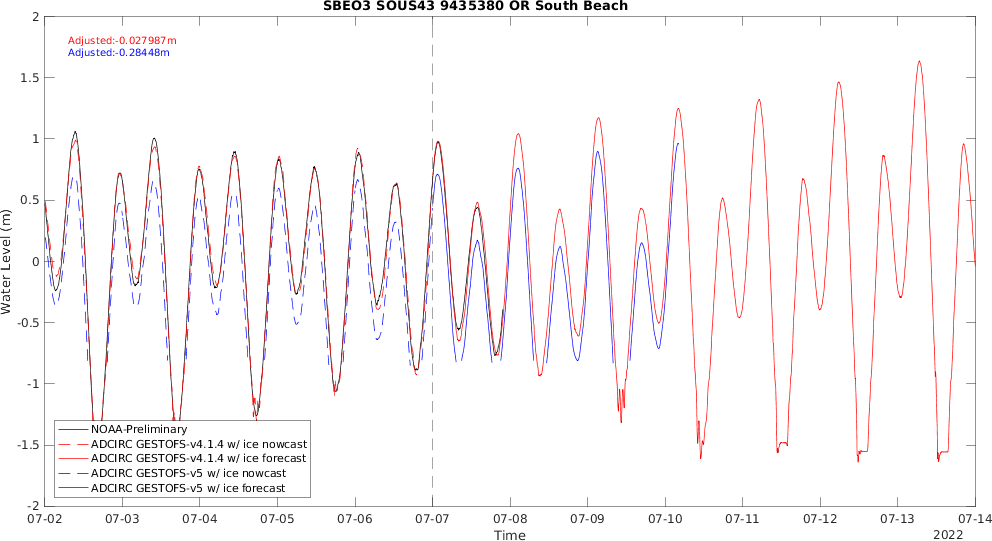 SBEO3 SOUS43 9435380 OR South Beach
Adjusted:-0.027987m
Adjusted:-0.28448m
2
1.5
1
0.5
0
-0.5
-1
-1.5
-2
Water Level (m)
NOAA-Preliminary
ADCIRC GESTOFS-v4.1.4 w/ ice nowcast
ADCIRC GESTOFS-v4.1.4 w/ ice forecast
ADCIRC GESTOFS-v5 w/ ice nowcast
ADCIRC GESTOFS-v5 w/ ice forecast
07-02 07-03 07-04 07-05 07-06 07-07 07-08 07-09 07-10 07-11 07-12 07-13 07-14
Time
2022